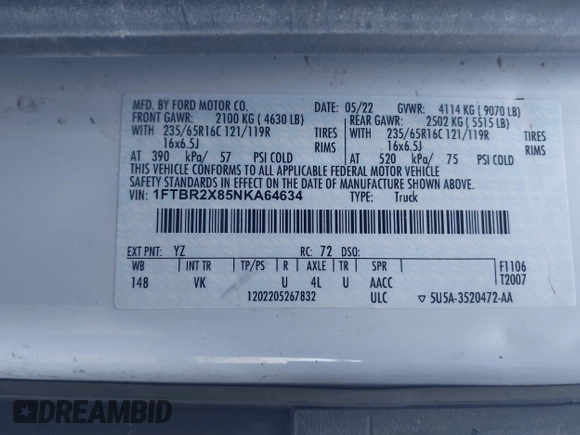 MFD. BY FORD MOTOR CO. DATE: 05/22 GVWR: 4114 KG ( 9070 LB)
FRONT GAWR: 2100 KG ( 4630 LB) REAR GAWR: 2502 KG ( 5515 LB)
WITH 235/65R16C 121/119R TIRES WITH 235/65R16C 121/119R TIRES
16x6.5J RIMS 16x6.5J RIMS
AT 390 kPa/ 57 PSI COLD AT 520 kPa/ 75 PSI COLD
THIS VEHICLE CONFORMS TO ALL APPLICABLE FEDERAL MOTOR VEHICLE
SAFETY STANDARDS IN EFFECT ON THE DATE OF MANUFACTURE SHOWN ABOVE.
VIN: 1FTBR2X85NKA64634 TYPE: Truck
EXT PNT: YZ RC: 72 DSO:
WB INT TR TP/PS R AXLE TR SPR F1106
148 VK U 4L U AACC T2007
1202205267832 ULC ▽ 5U5A-3520472-AA
DREAMBID